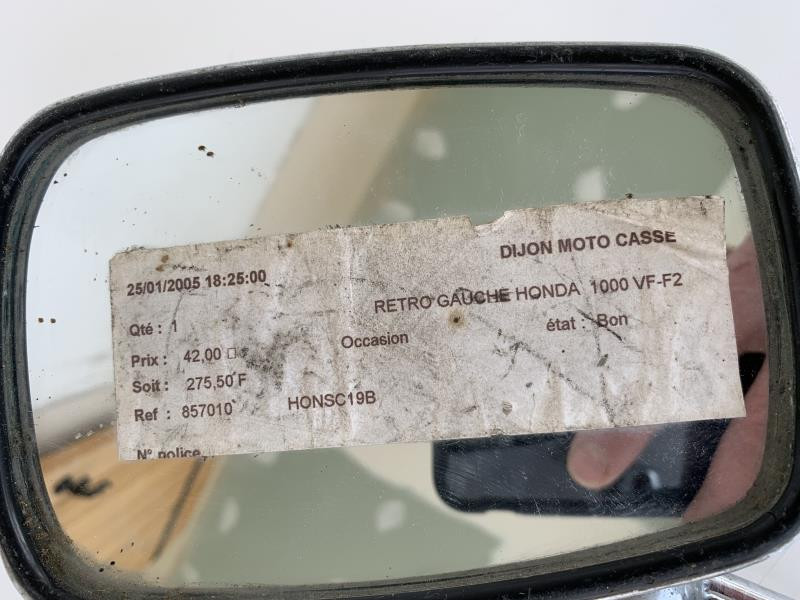 DIJON MOTO CASSE
25/01/2005 18:25:00
RETRO GAUCHE HONDA 1000 VF-F2
Qté : 1
Occasion état : Bon
Prix : 42,00 □
Soit : 275,50 F
Ref : 857010 HONSC19B
N° police